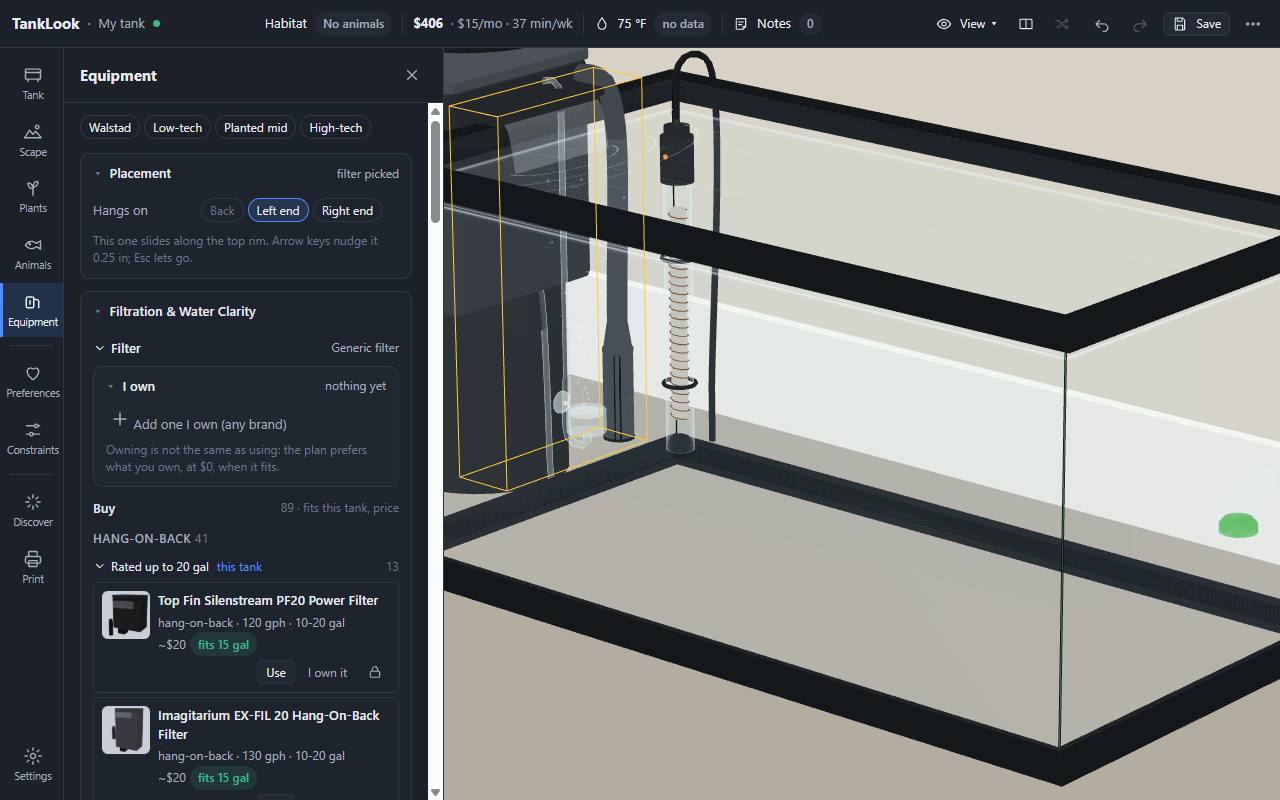 TankLook · My tank
Habitat No animals $406 · $15/mo · 37 min/wk 75 °F no data Notes 0 View Save
Tank
Scape
Plants
Animals
Equipment
Preferences
Constraints
Discover
Print
Settings
Equipment
Walstad Low-tech Planted mid High-tech
Placement filter picked
Hangs on Back Left end Right end
This one slides along the top rim. Arrow keys nudge it
0.25 in; Esc lets go.
Filtration & Water Clarity
Filter Generic filter
I own nothing yet
Add one I own (any brand)
Owning is not the same as using: the plan prefers
what you own, at $0, when it fits.
Buy 89 · fits this tank, price
HANG-ON-BACK 41
Rated up to 20 gal this tank 13
Top Fin Silenstream PF20 Power Filter
hang-on-back · 120 gph · 10-20 gal
~$20 fits 15 gal
Use I own it
Imagitarium EX-FIL 20 Hang-On-Back
Filter
hang-on-back · 130 gph · 10-20 gal
~$20 fits 15 gal